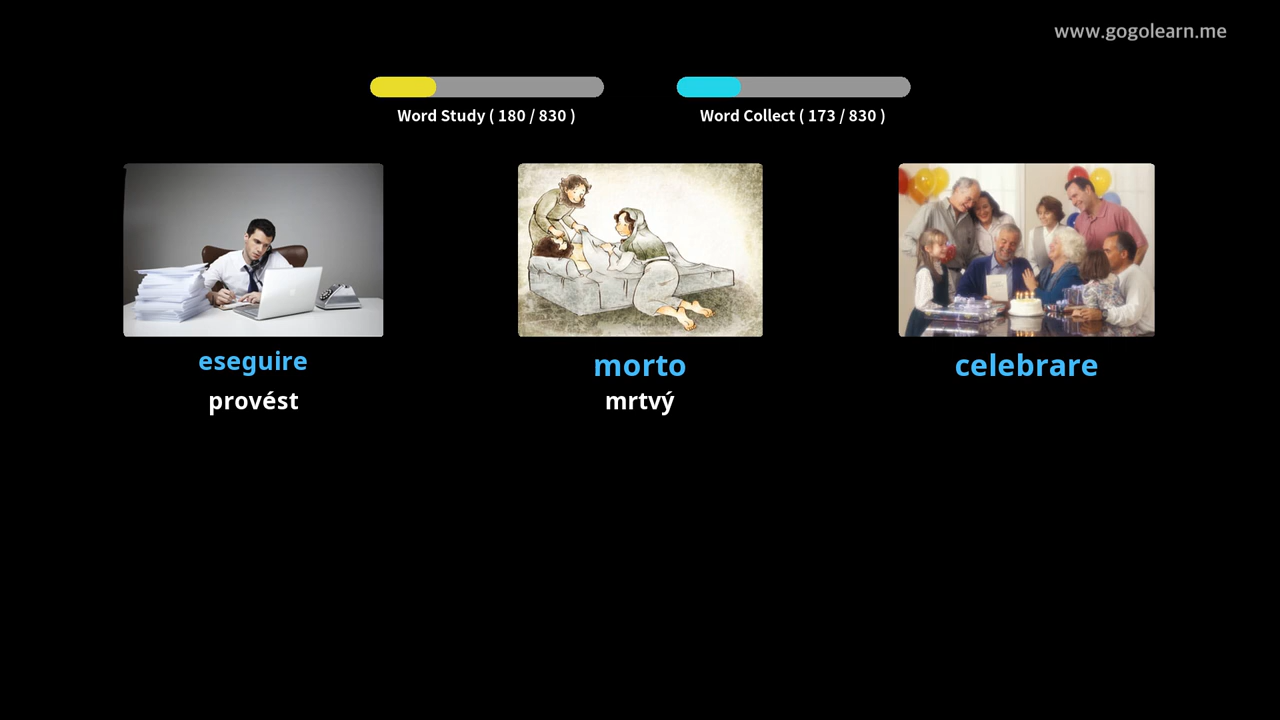 www.gogolearn.me
Word Study ( 180 / 830 )
Word Collect ( 173 / 830 )
eseguire
morto
celebrare
provést
mrtvý